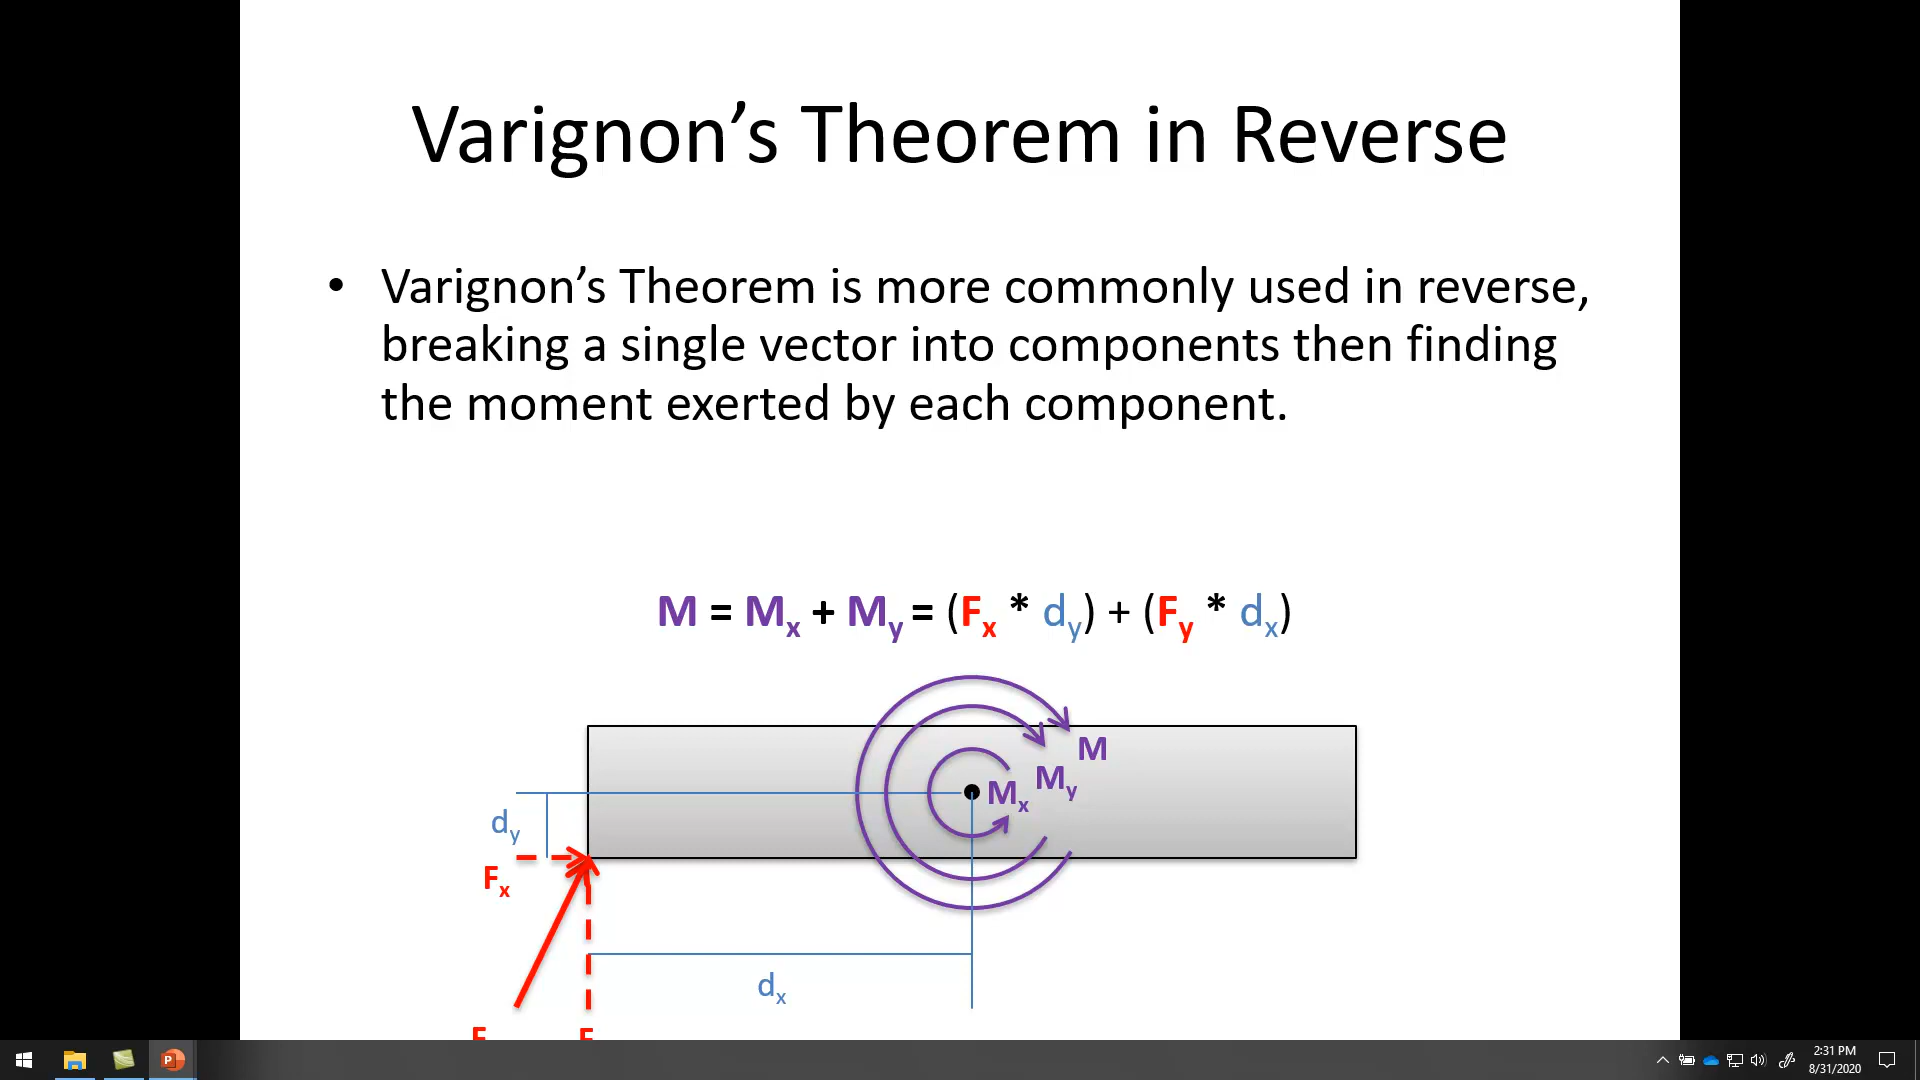 Varignon’s Theorem in Reverse
• Varignon’s Theorem is more commonly used in reverse,
breaking a single vector into components then finding
the moment exerted by each component.
M = Mx + My = (Fx * dy) + (Fy * dx)
M
My
Mx
dy
Fx
dx
F F
2:31 PM
8/31/2020